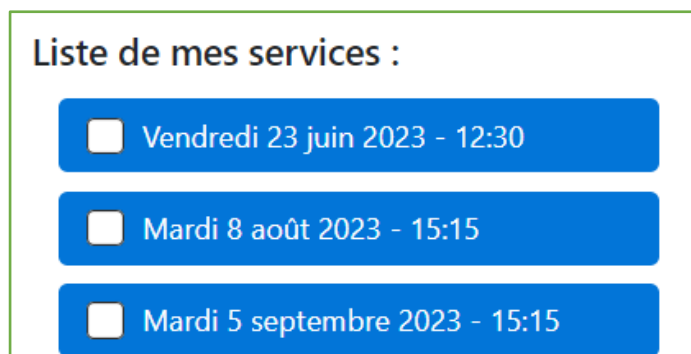 Liste de mes services :
Vendredi 23 juin 2023 - 12:30
Mardi 8 août 2023 - 15:15
Mardi 5 septembre 2023 - 15:15